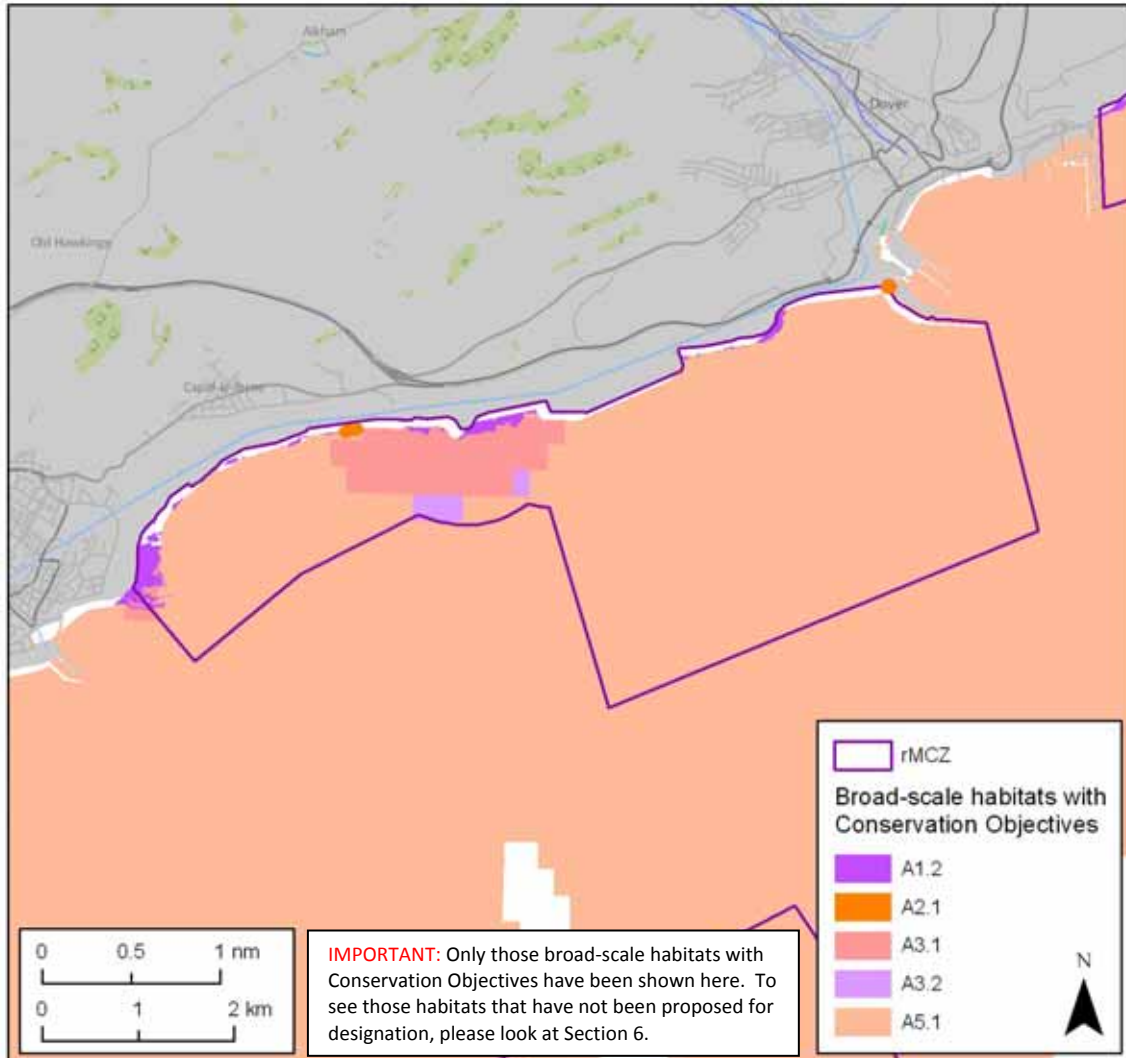 Alkham
Dover
Old Hawkinge
Capel-le-Ferne
0 0.5 1 nm
0 1 2 km
IMPORTANT: Only those broad-scale habitats with
Conservation Objectives have been shown here. To
see those habitats that have not been proposed for
designation, please look at Section 6.
rMCZ
Broad-scale habitats with
Conservation Objectives
A1.2
A2.1
A3.1
A3.2
A5.1
N